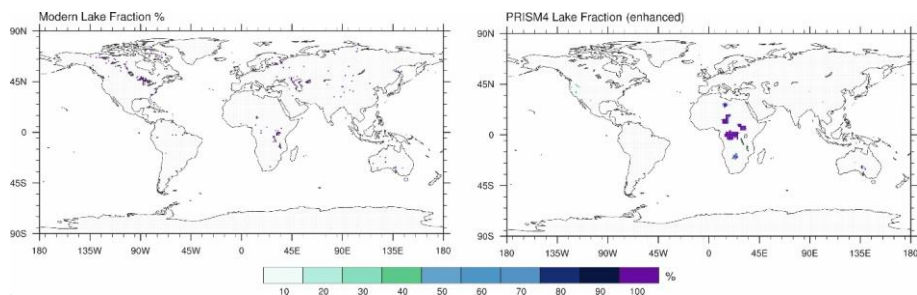 Modern Lake Fraction %
90N
45N
0
45S
90S
180 135W 90W 45W 0 45E 90E 135E 180
PRISM4 Lake Fraction (enhanced)
90N
45N
0
45S
90S
180 135W 90W 45W 0 45E 90E 135E 180
%
10 20 30 40 50 60 70 80 90 100